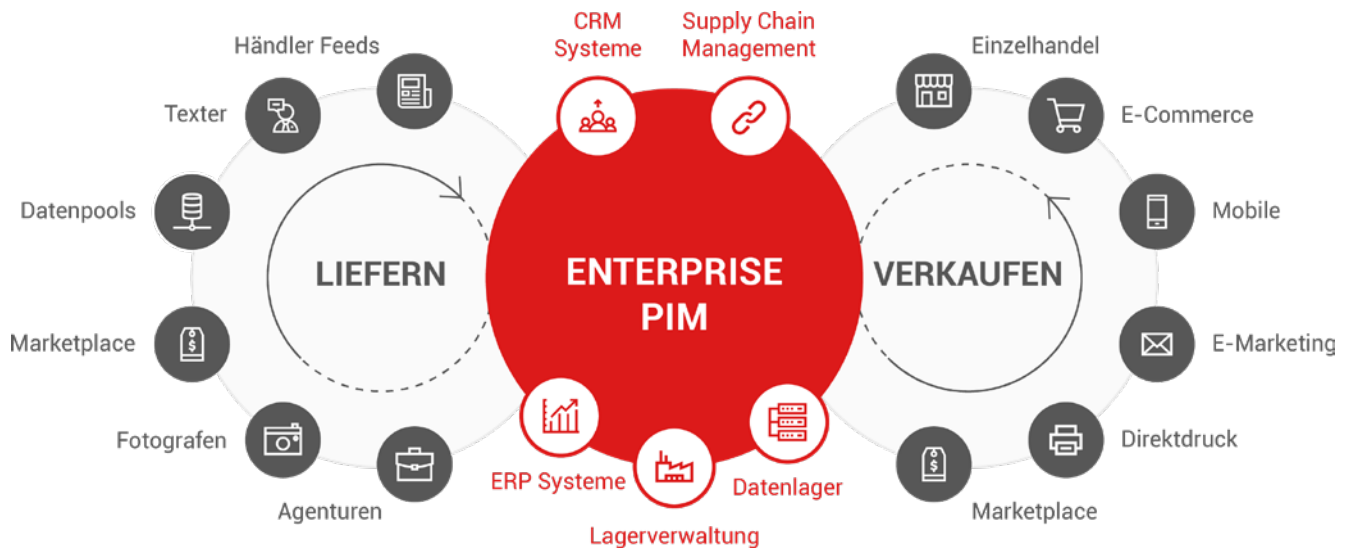 CRM
Systeme
Supply Chain
Management
Händler Feeds
Einzelhandel
Texter
E-Commerce
Datenpools
Mobile
LIEFERN
ENTERPRISE
PIM
VERKAUFEN
Marketplace
$
E-Marketing
Fotografen
Direktdruck
ERP Systeme
Datenlager
$
Agenturen
Marketplace
Lagerverwaltung